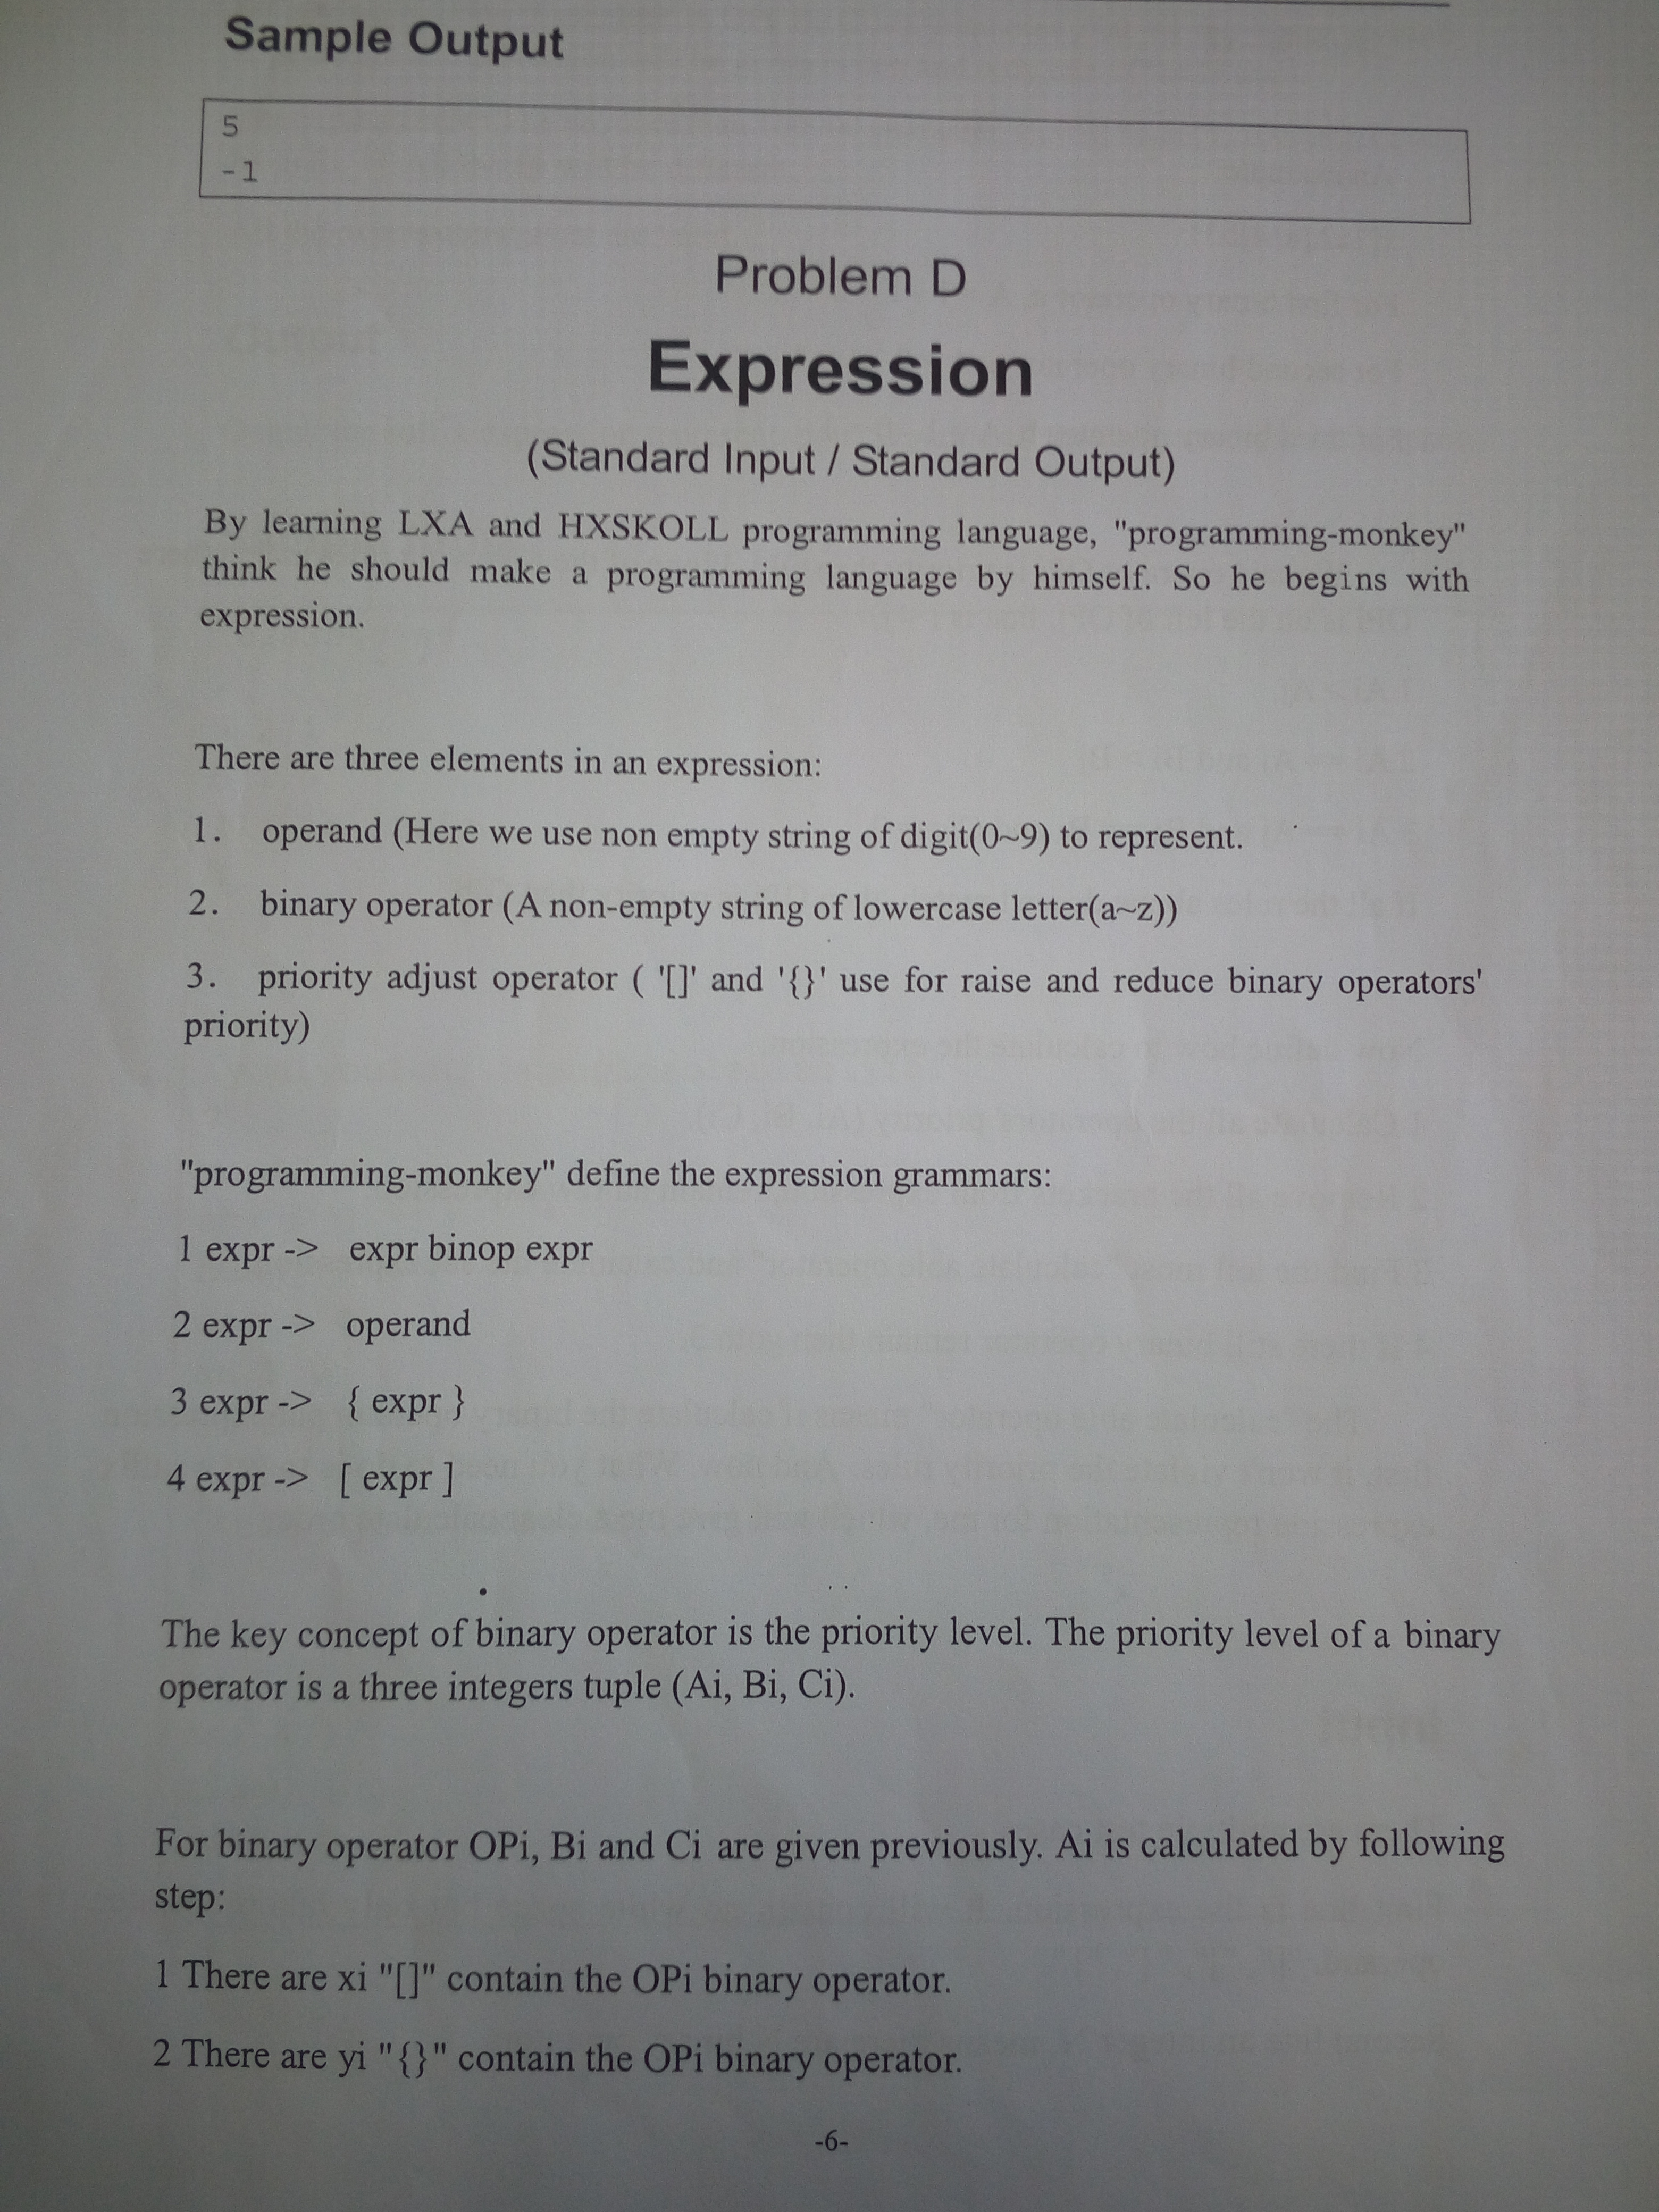 Sample Output
5
-1
Problem D
Expression
(Standard Input / Standard Output)
By learning LXA and HXSKOLL programming language, "programming-monkey"
think he should make a programming language by himself. So he begins with
expression.
There are three elements in an expression:
1. operand (Here we use non empty string of digit(0~9) to represent.
2. binary operator (A non-empty string of lowercase letter(a~z))
3. priority adjust operator ( '[]' and '{}' use for raise and reduce binary operators'
priority)
"programming-monkey" define the expression grammars:
1 expr -> expr binop expr
2 expr -> operand
3 expr -> { expr }
4 expr -> [ expr ]
The key concept of binary operator is the priority level. The priority level of a binary
operator is a three integers tuple (Ai, Bi, Ci).
For binary operator OPi, Bi and Ci are given previously. Ai is calculated by following
step:
1 There are xi "[]" contain the OPi binary operator.
2 There are yi "{}" contain the OPi binary operator.
-6-